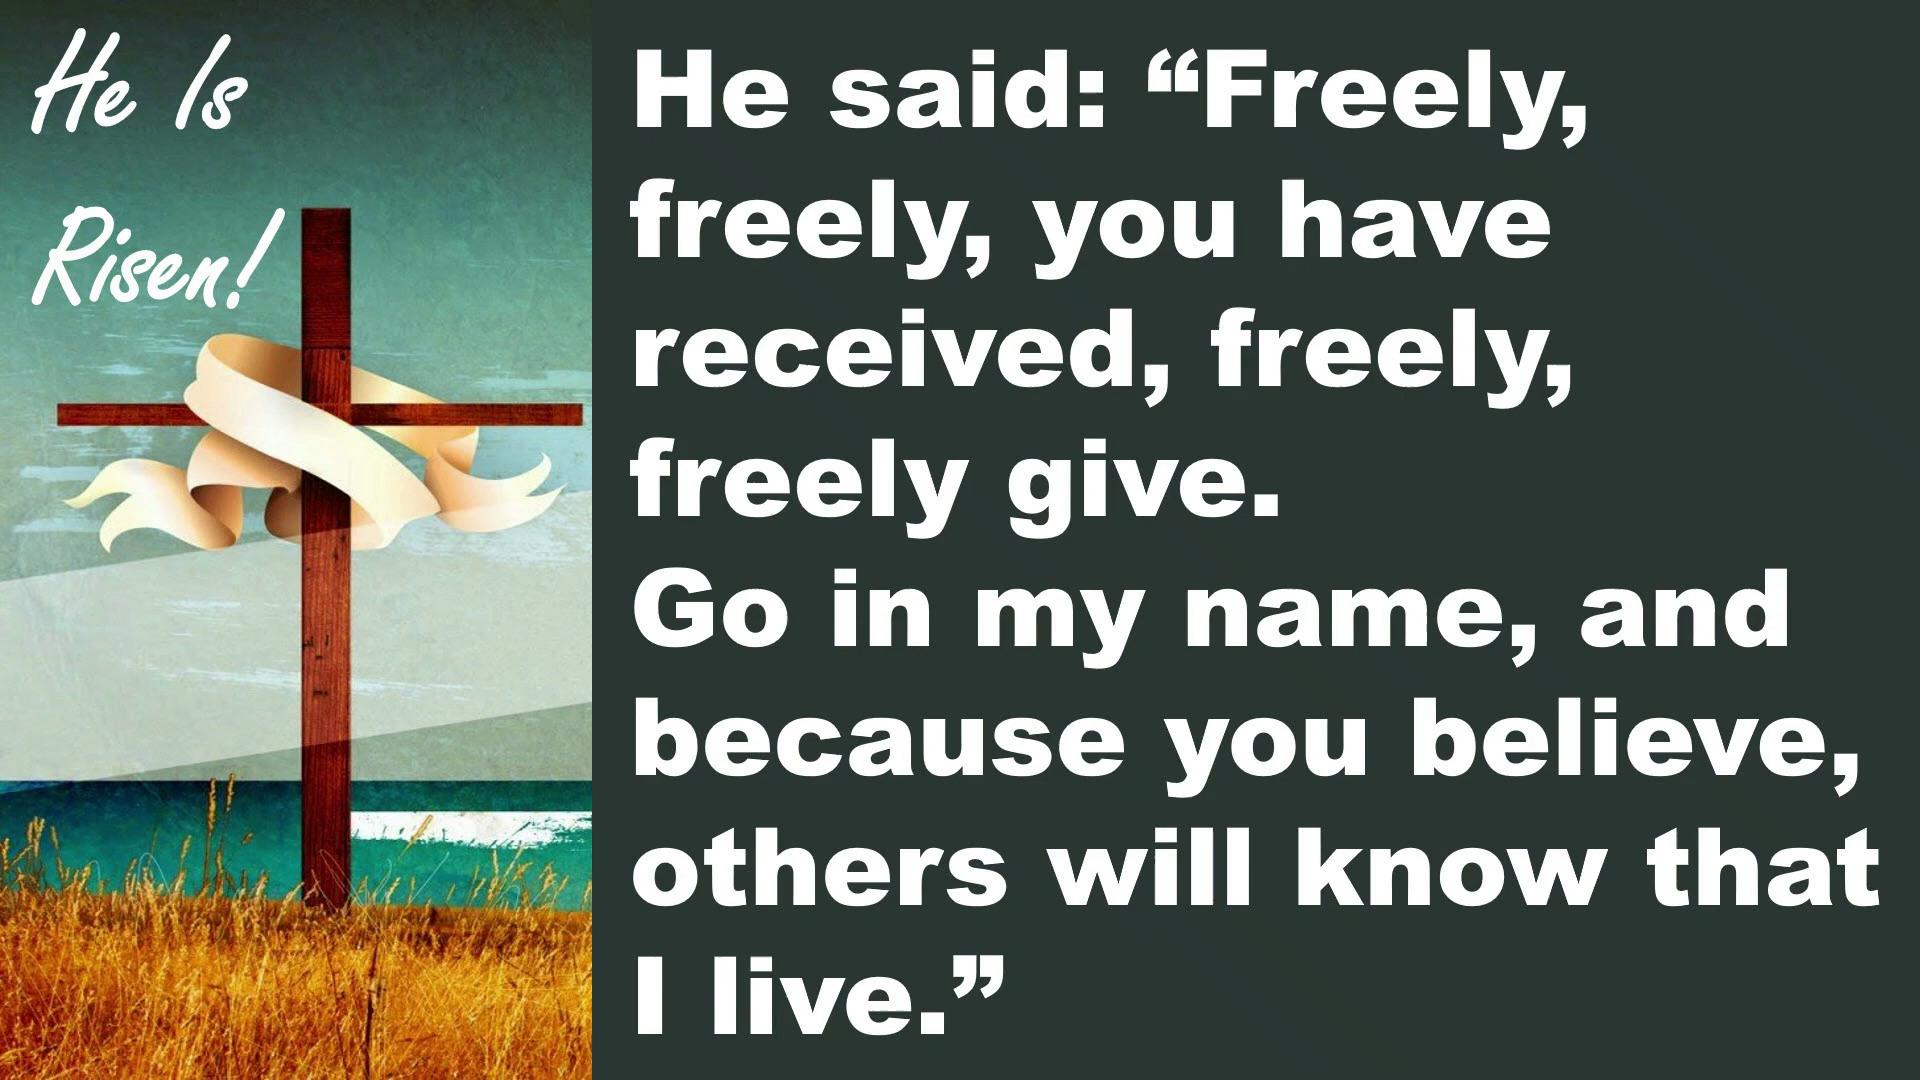 He Is
Risen!
He said: “Freely,
freely, you have
received, freely,
freely give.
Go in my name, and
because you believe,
others will know that
I live.”